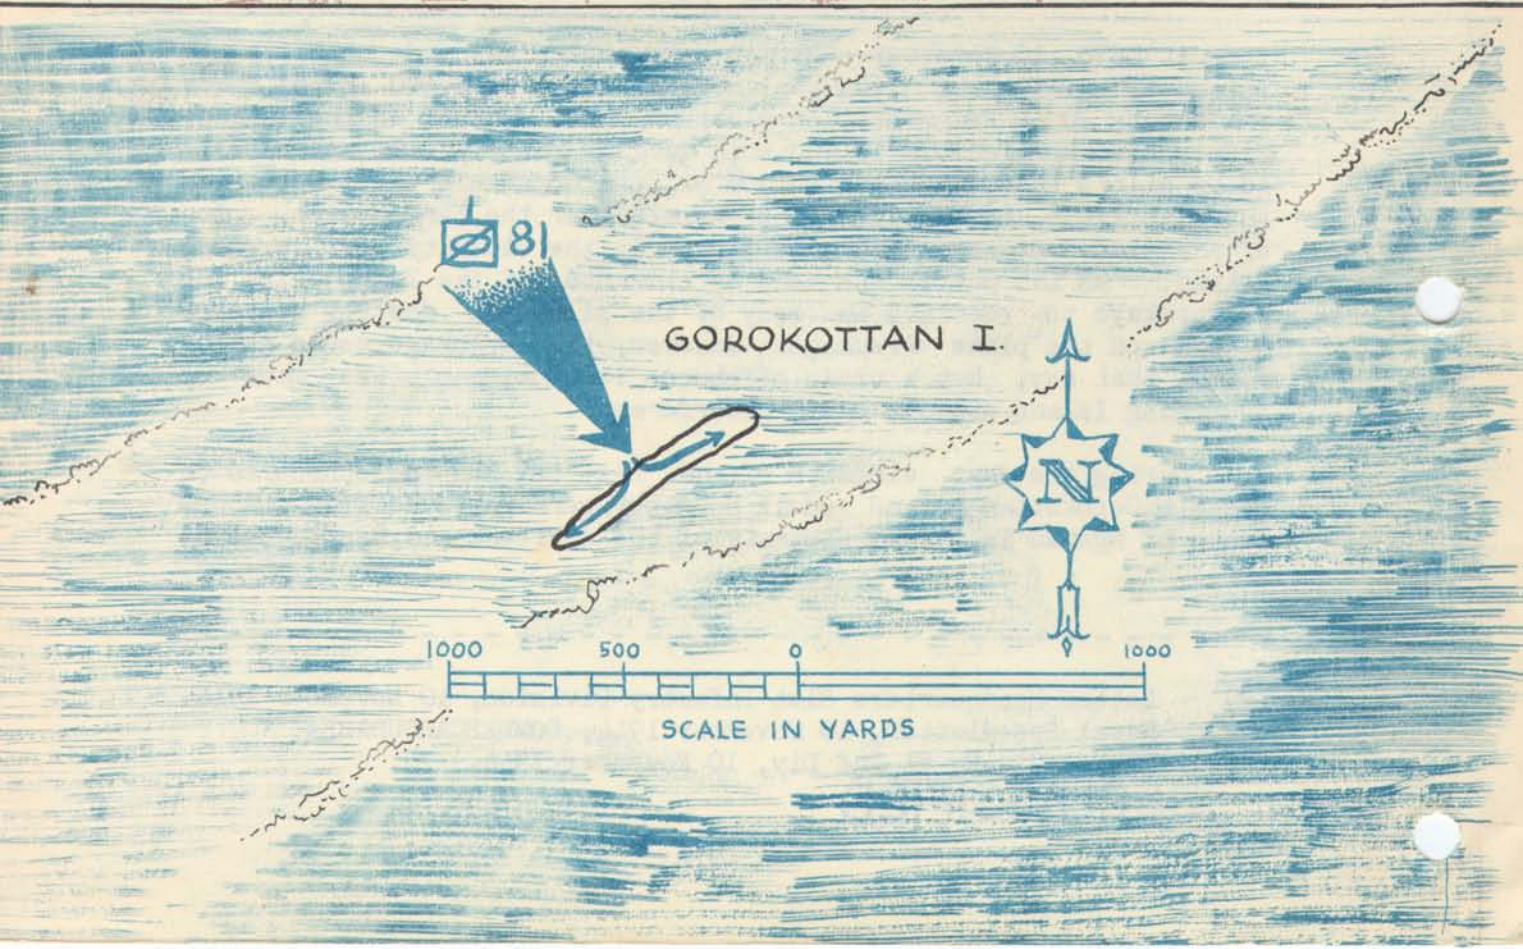 81
GOROKOTTAN I.
N
1000 500 0 1000
SCALE IN YARDS